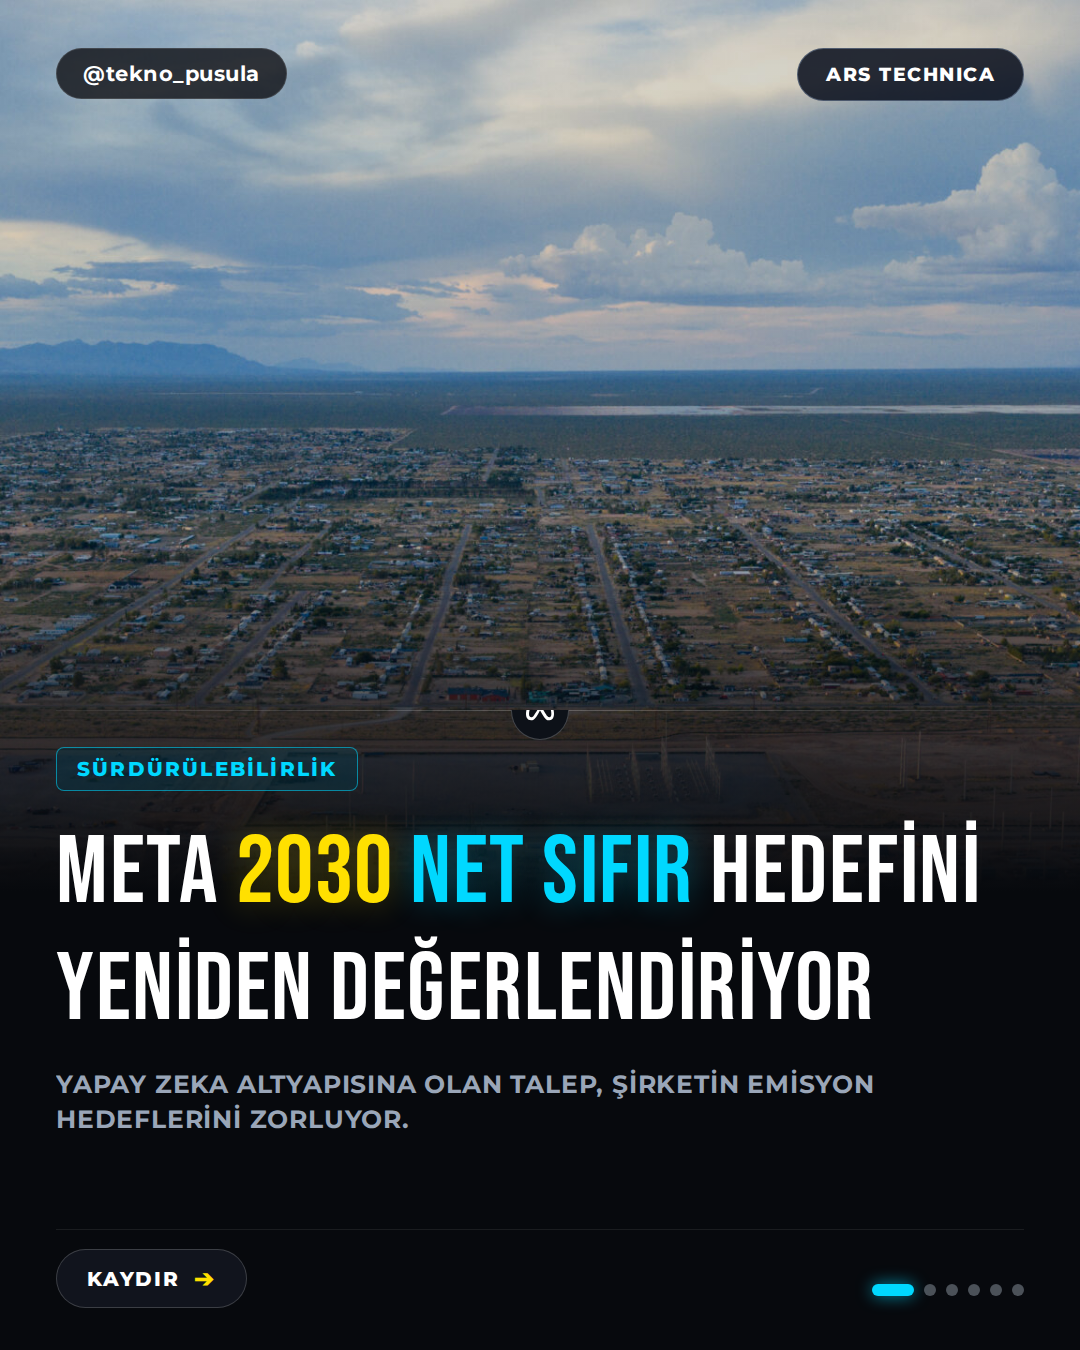 @tekno_pusula
ARS TECHNICA
SÜRDÜRÜLEBİLİRLİK
META 2030 NET SIFIR HEDEFİNİ
YENİDEN DEĞERLENDİRİYOR
YAPAY ZEKA ALTYAPISINA OLAN TALEP, ŞİRKETİN EMİSYON
HEDEFLERİNİ ZORLUYOR.
KAYDIR ➔